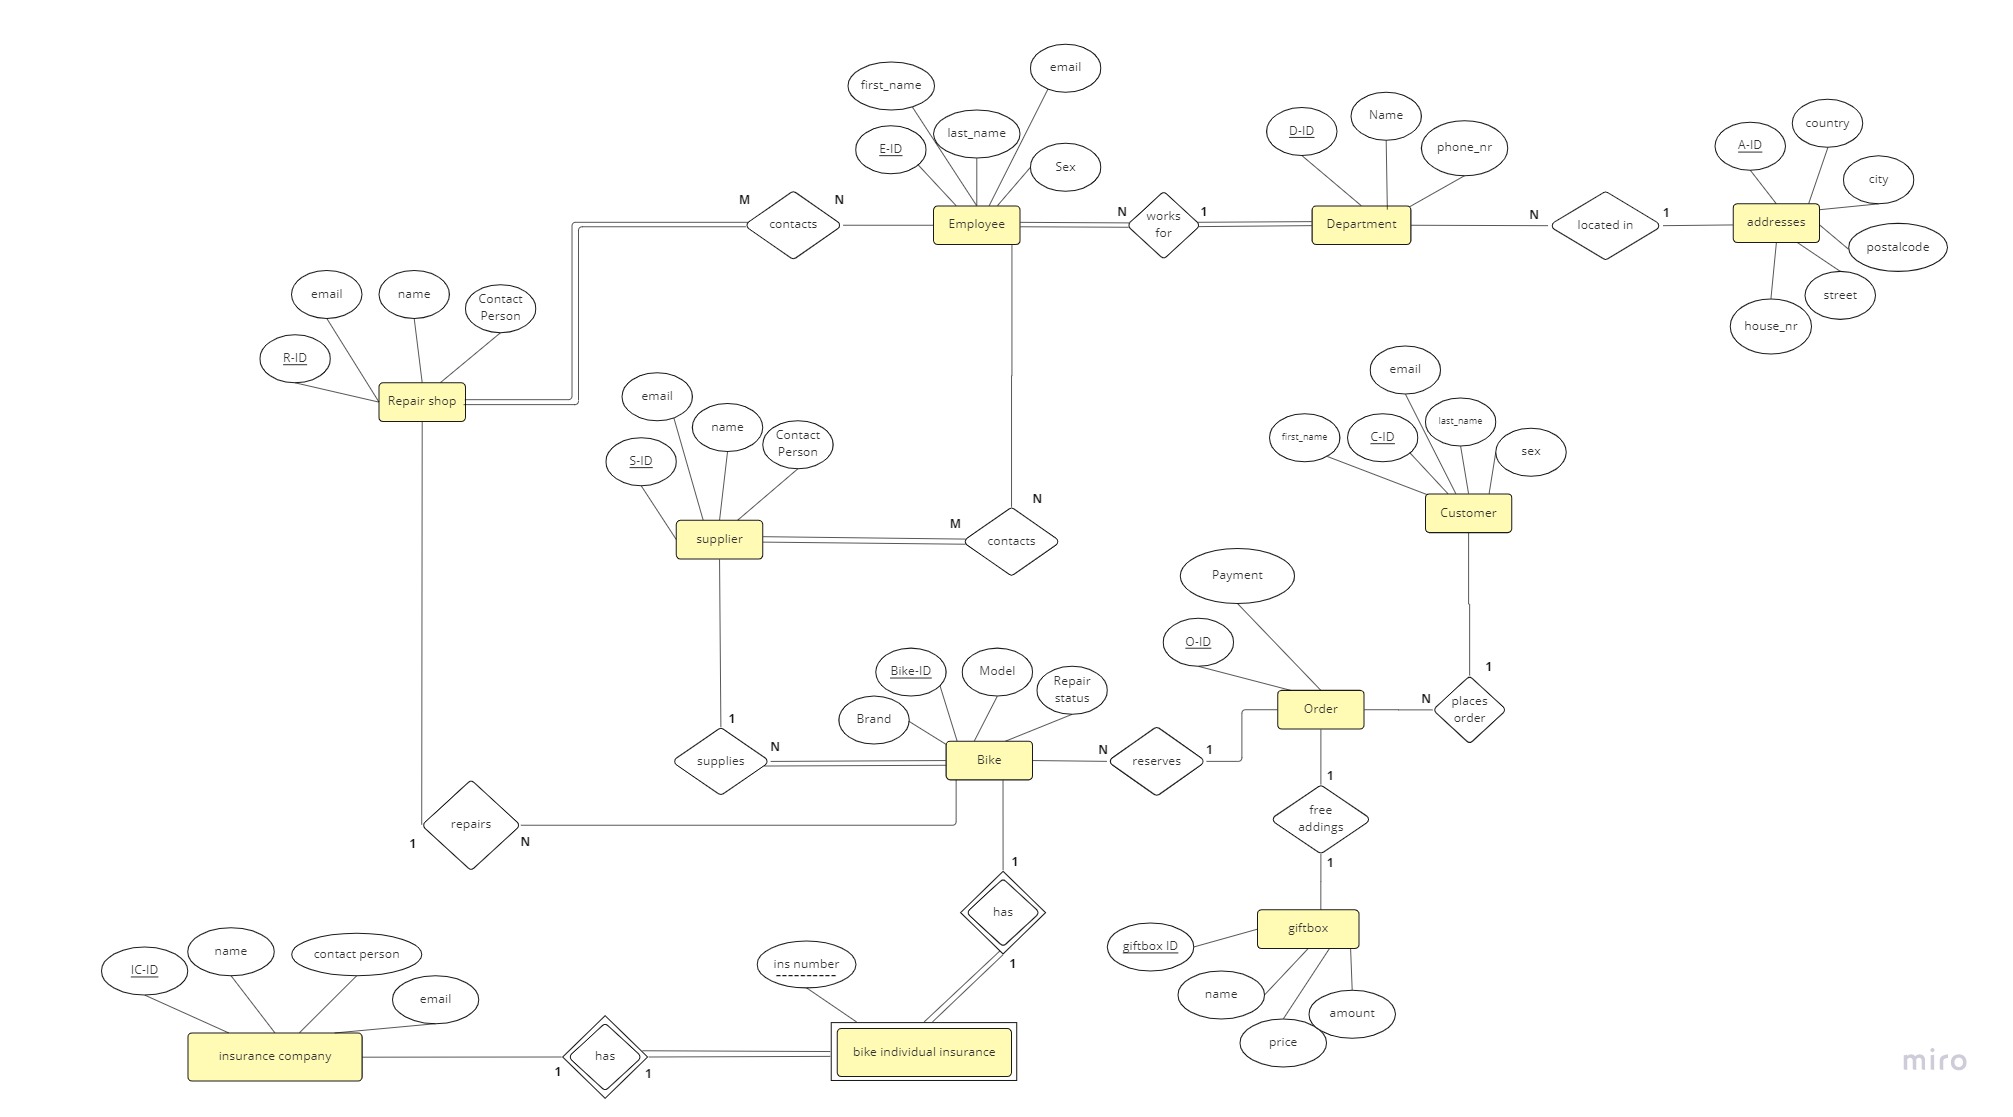 email
first_name
last_name
E-ID
Sex
D-ID
Name
phone_nr
A-ID
country
city
postalcode
street
house_nr
M
contacts
N
Employee
N
works
for
1
Department
N
located in
1
addresses
email
name
Contact
Person
R-ID
Repair shop
email
name
Contact
Person
S-ID
supplier
M
N
contacts
email
first_name
C-ID
last_name
sex
Customer
Payment
O-ID
Order
N
1
places
order
Bike-ID
Model
Repair
status
Brand
1
supplies
N
Bike
N
reserves
1
1
repairs
N
1
free
addings
1
1
has
1
giftbox
giftbox ID
name
price
amount
IC-ID
name
contact person
email
insurance company
1
has
1
ins number
bike individual insurance
miro